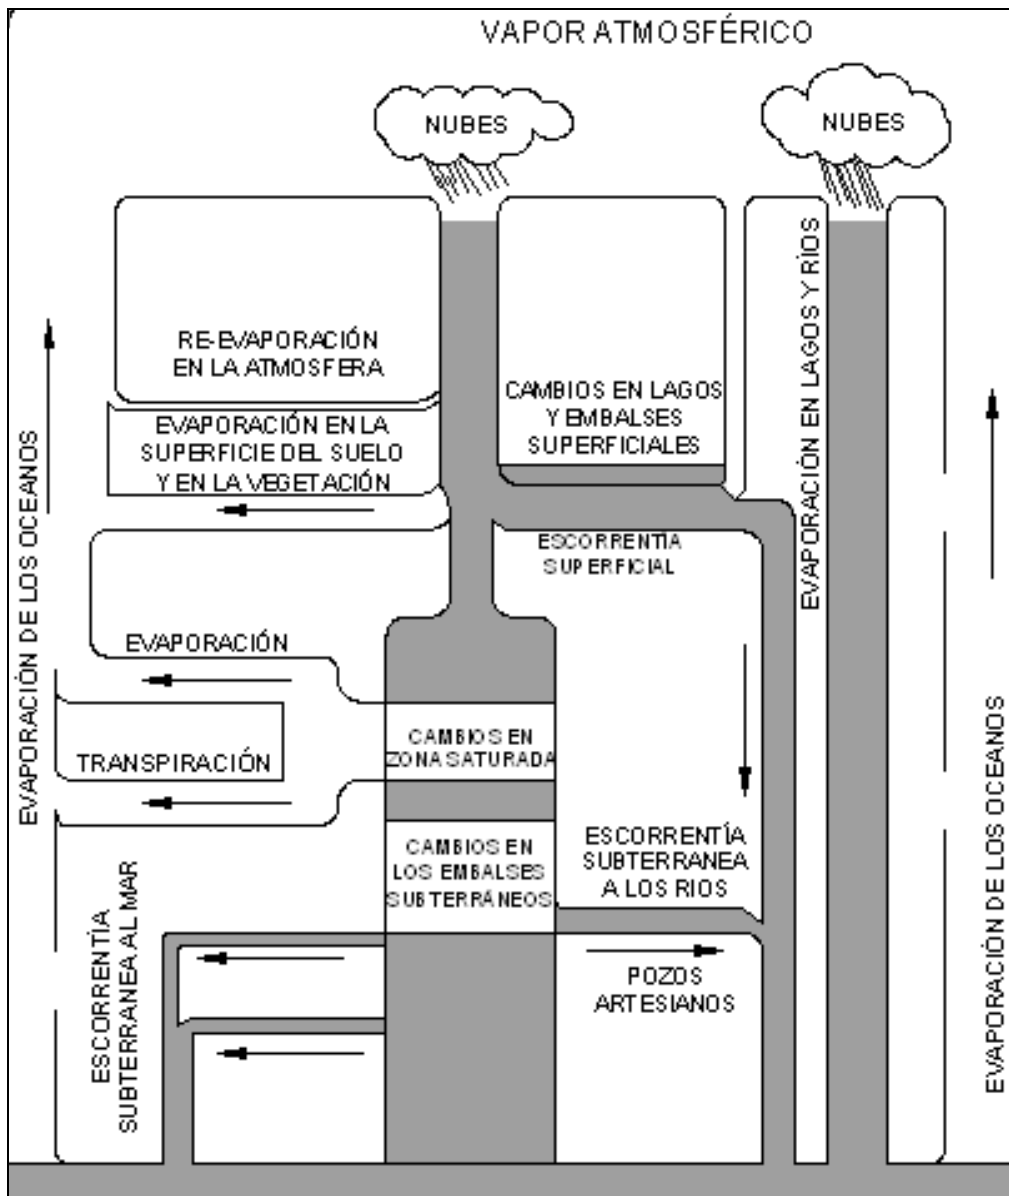 VAPOR ATMOSFÉRICO
NUBES
NUBES
RE-EVAPORACIÓN
EN LA ATMOSFERA
EVAPORACIÓN EN LA
SUPERFICIE DEL SUELO
Y EN LA VEGETACIÓN
CAMBIOS EN LAGOS
Y EMBALSES
SUPERFICIALES
EVAPORACIÓN EN LAGOS Y RÍOS
ESCORRENTÍA
SUPERFICIAL
EVAPORACIÓN DE LOS OCEANOS
EVAPORACIÓN
TRANSPIRACIÓN
CAMBIOS EN
ZONA SATURADA
CAMBIOS EN
LOS EMBALSES
SUBTERRÁNEOS
ESCORRENTÍA
SUBTERRANEA
A LOS RIOS
POZOS
ARTESIANOS
ESCORRENTÍA
SUBTERRANEA AL MAR
EVAPORACIÓN DE LOS OCEANOS